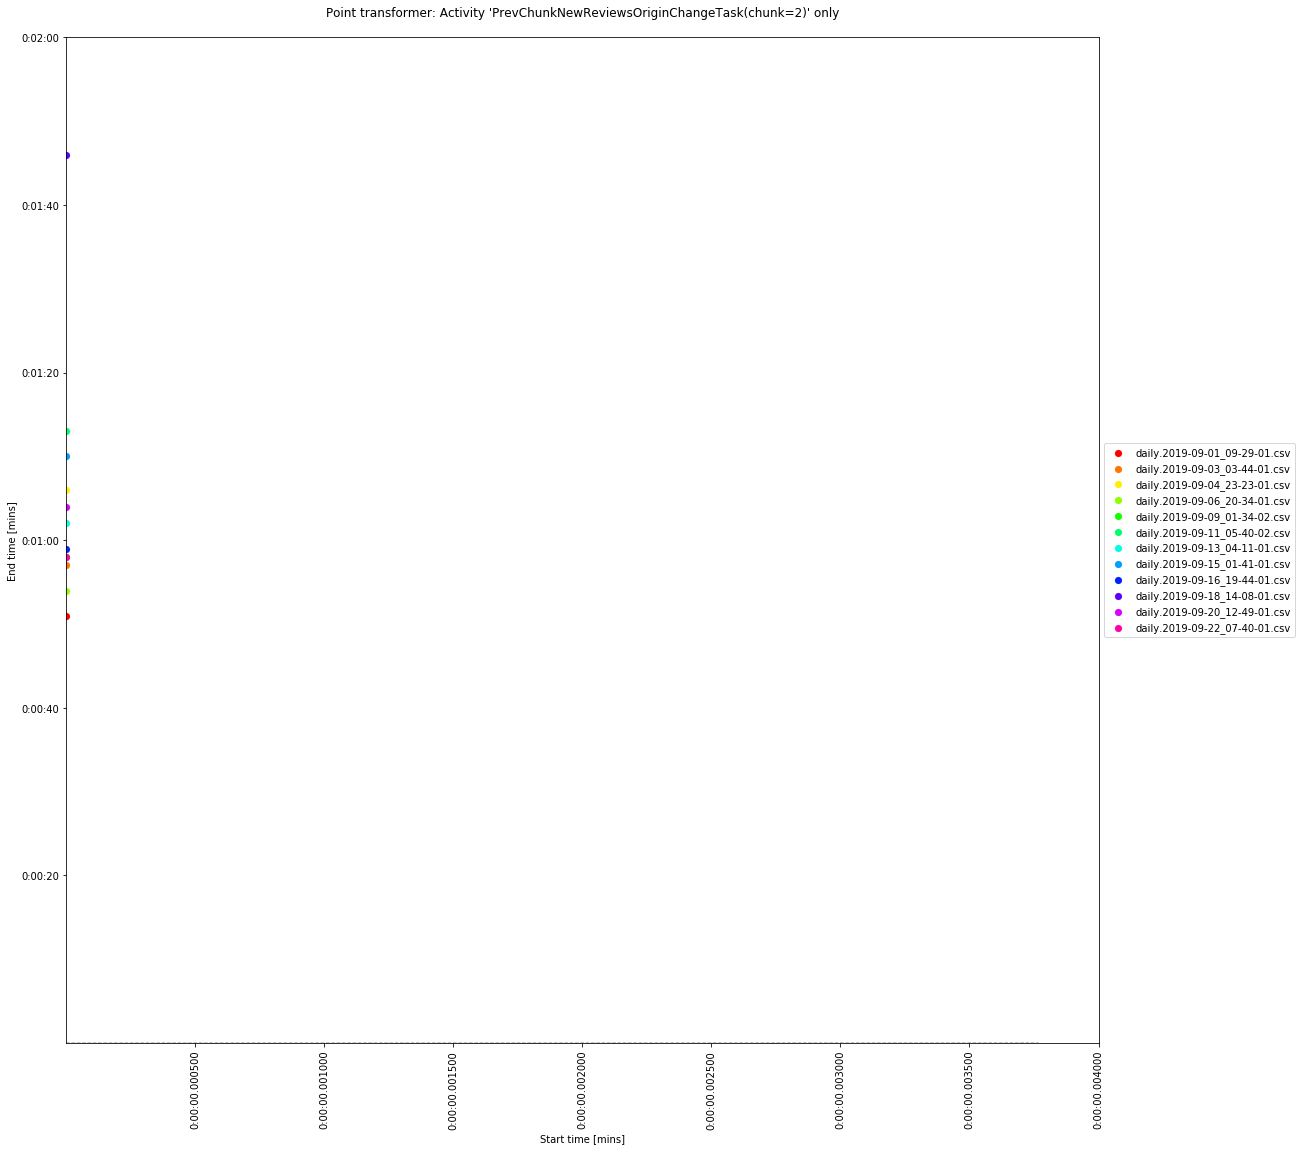 Point transformer: Activity 'PrevChunkNewReviewsOriginChangeTask(chunk=2)' only
0:02:00
0:01:40
0:01:20
0:01:00
0:00:40
0:00:20
End time [mins]
0:00:00.000500
0:00:00.001000
0:00:00.001500
0:00:00.002000
0:00:00.002500
0:00:00.003000
0:00:00.003500
0:00:00.004000
Start time [mins]
daily.2019-09-01_09-29-01.csv
daily.2019-09-03_03-44-01.csv
daily.2019-09-04_23-23-01.csv
daily.2019-09-06_20-34-01.csv
daily.2019-09-09_01-34-02.csv
daily.2019-09-11_05-40-02.csv
daily.2019-09-13_04-11-01.csv
daily.2019-09-15_01-41-01.csv
daily.2019-09-16_19-44-01.csv
daily.2019-09-18_14-08-01.csv
daily.2019-09-20_12-49-01.csv
daily.2019-09-22_07-40-01.csv